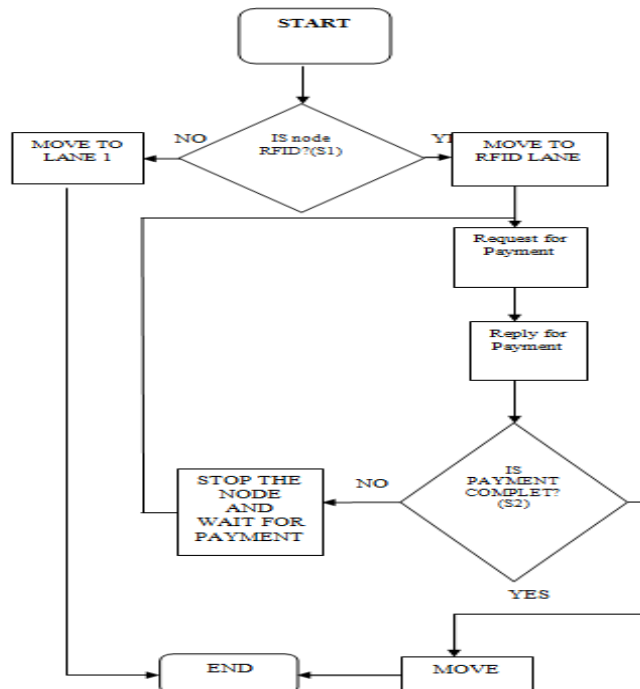 START
NO
IS node
RFID?(S1)
MOVE TO
LANE 1
MOVE TO
RFID LANE
Request for
Payment
Reply for
Payment
IS
PAYMENT
COMPLET?
(S2)
NO
STOP THE
NODE
AND
WAIT FOR
PAYMENT
YES
END
MOVE